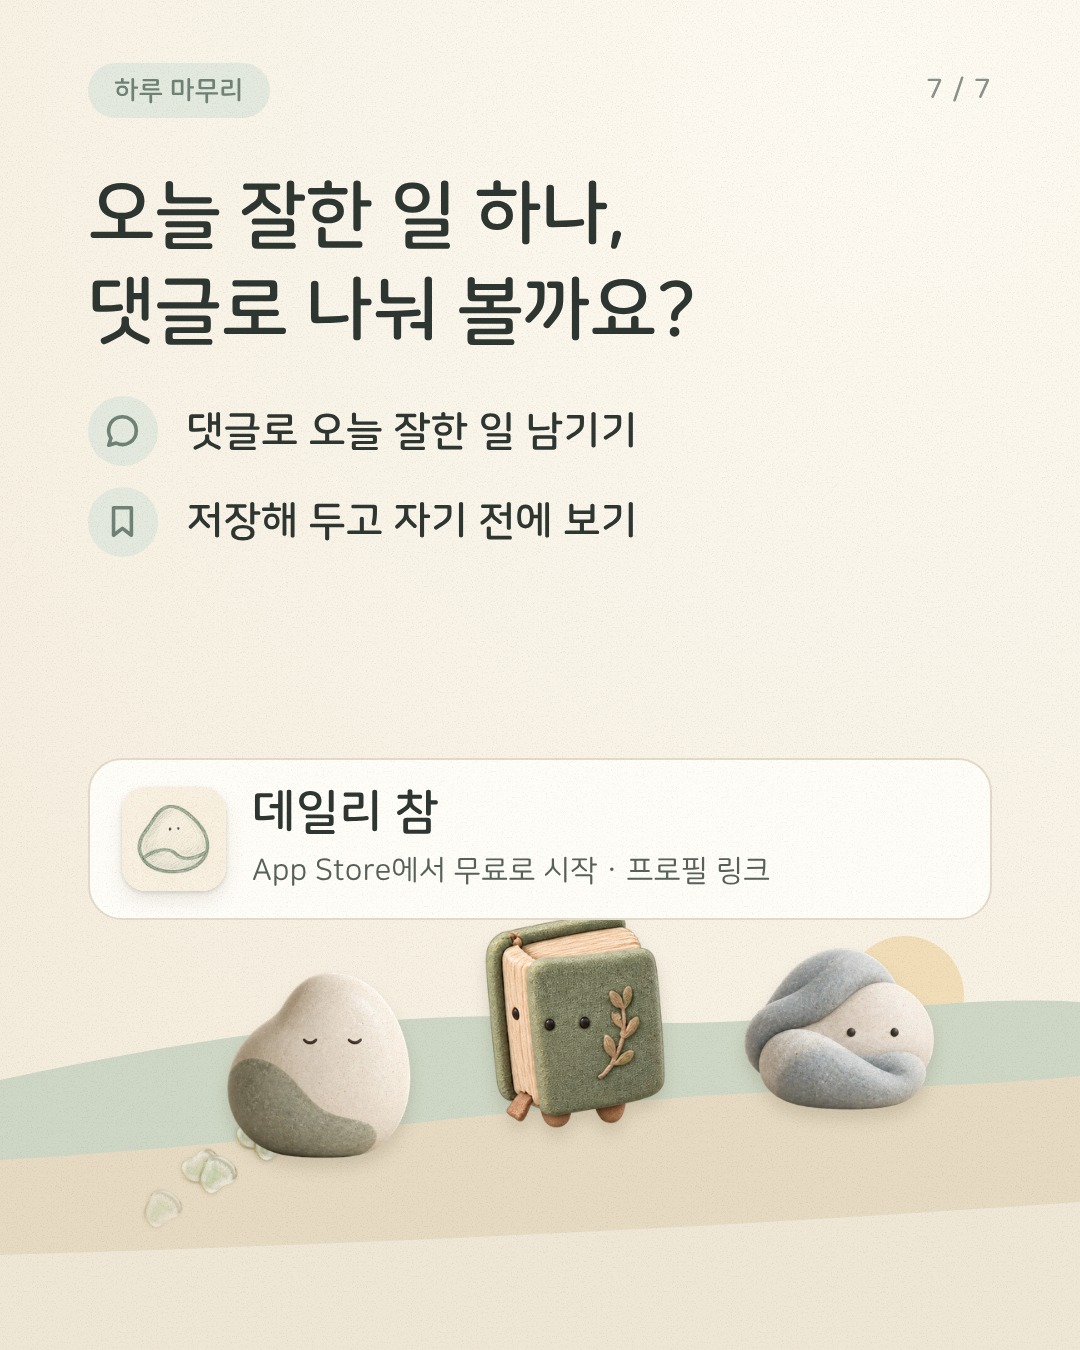 하루 마무리
7 / 7
오늘 잘한 일 하나,
댓글로 나눠 볼까요?
댓글로 오늘 잘한 일 남기기
저장해 두고 자기 전에 보기
데일리 참
App Store에서 무료로 시작 · 프로필 링크